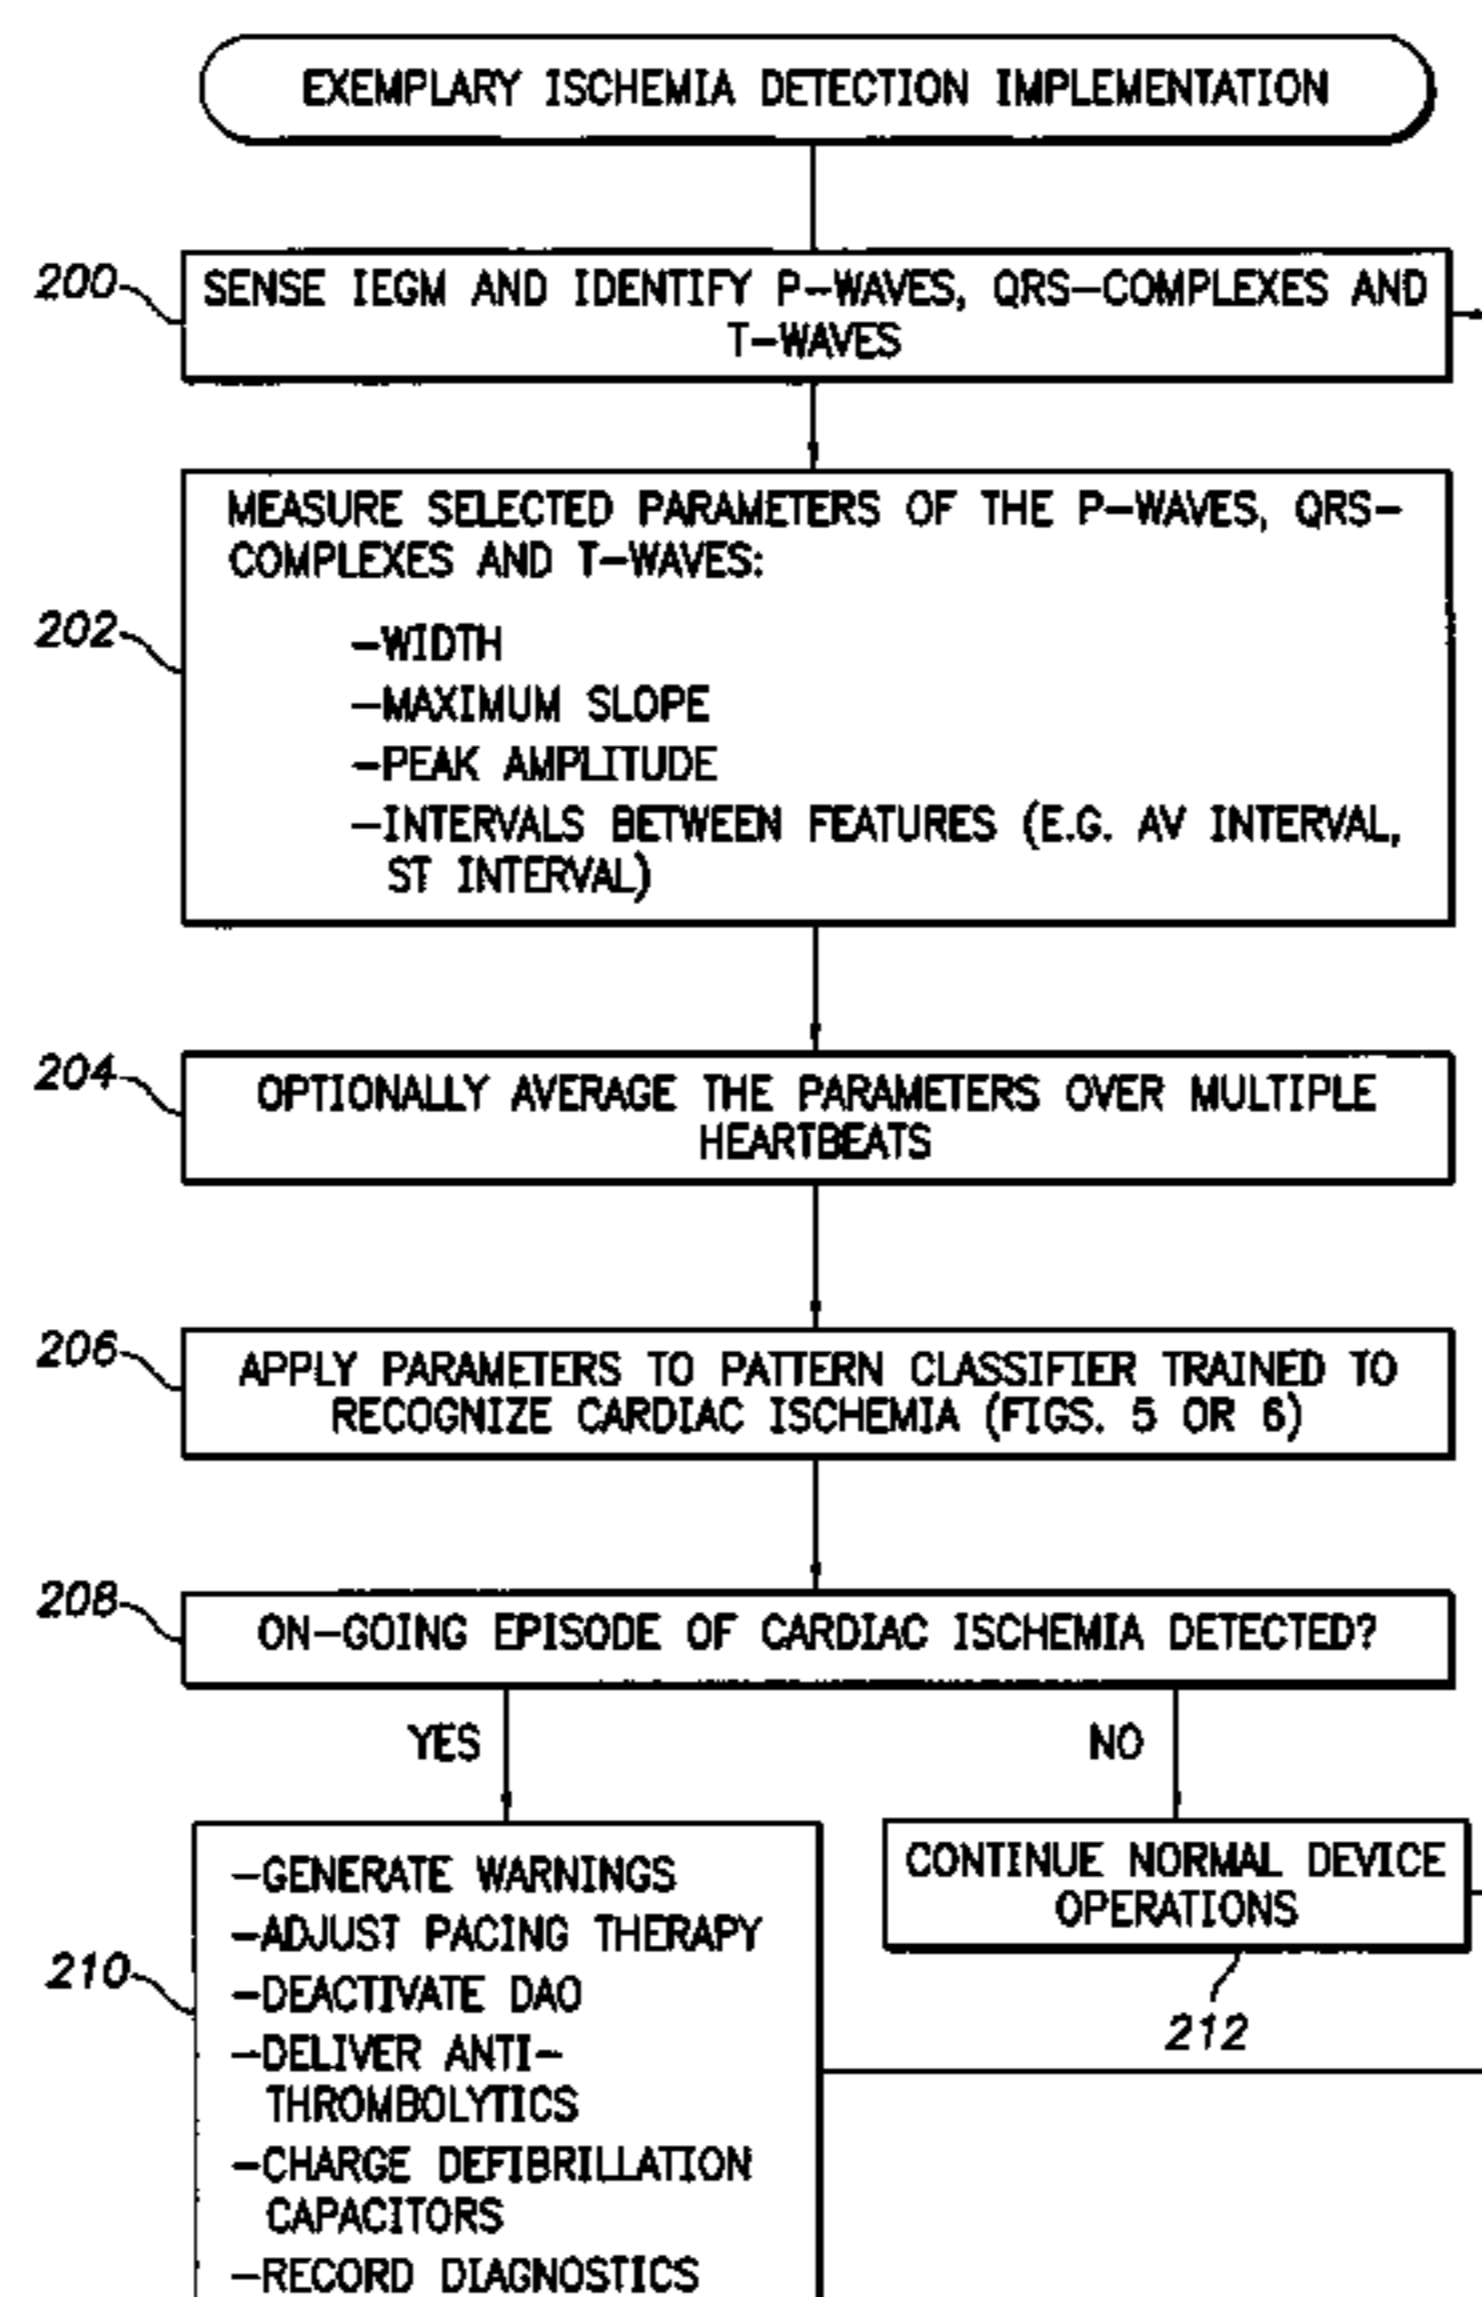 EXEMPLARY ISCHEMIA DETECTION IMPLEMENTATION
200
SENSE IEGM AND IDENTIFY P-WAVES, QRS-COMPLEXES AND
T-WAVES
202
MEASURE SELECTED PARAMETERS OF THE P-WAVES, QRS-
COMPLEXES AND T-WAVES:
-WIDTH
-MAXIMUM SLOPE
-PEAK AMPLITUDE
-INTERVALS BETWEEN FEATURES (E.G. AV INTERVAL,
ST INTERVAL)
204
OPTIONALLY AVERAGE THE PARAMETERS OVER MULTIPLE
HEARTBEATS
206
APPLY PARAMETERS TO PATTERN CLASSIFIER TRAINED TO
RECOGNIZE CARDIAC ISCHEMIA (FIGS. 5 OR 6)
208
ON-GOING EPISODE OF CARDIAC ISCHEMIA DETECTED?
YES
NO
210
-GENERATE WARNINGS
-ADJUST PACING THERAPY
-DEACTIVATE DAO
-DELIVER ANTI-
THROMBOLYTICS
-CHARGE DEFIBRILLATION
CAPACITORS
-RECORD DIAGNOSTICS
CONTINUE NORMAL DEVICE
OPERATIONS
212